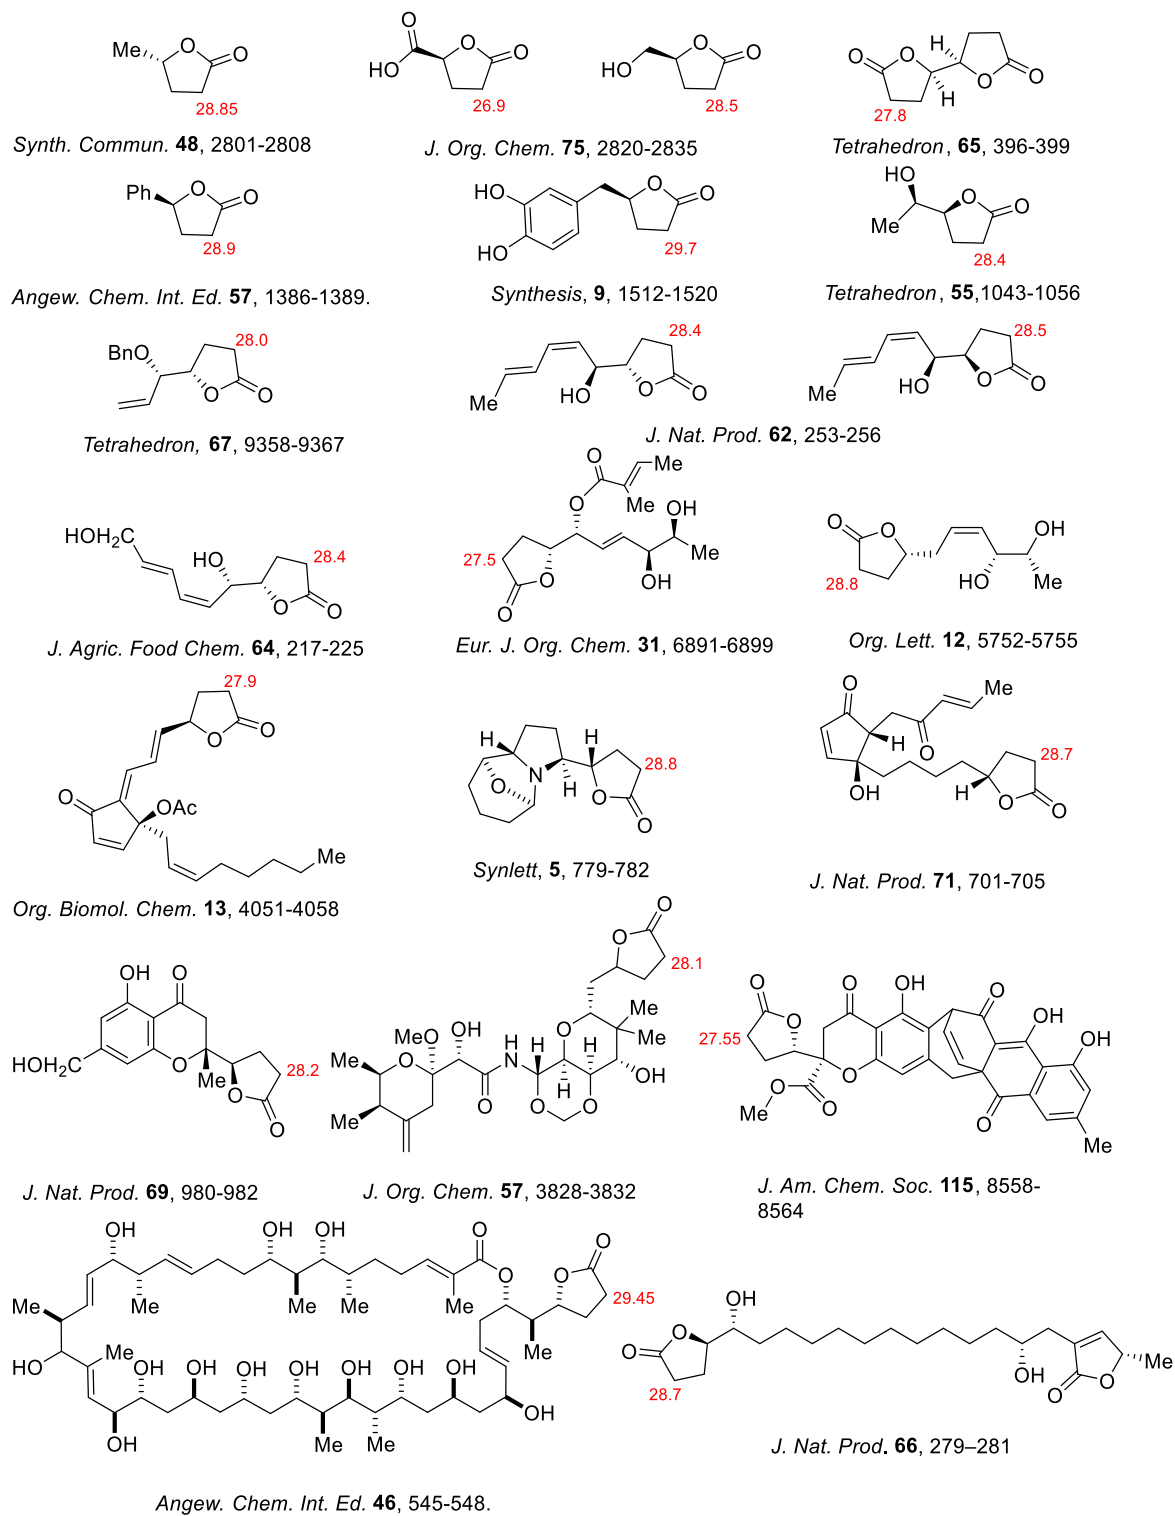 Me O O
28.85
Synth. Commun. 48, 2801-2808
O HO O O
26.9
HO O O
28.5
J. Org. Chem. 75, 2820-2835
O O H H O O
27.8
Tetrahedron, 65, 396-399
Ph O O
28.9
Angew. Chem. Int. Ed. 57, 1386-1389.
HO HO O O
29.7
Synthesis, 9, 1512-1520
HO Me O O
28.4
Tetrahedron, 55,1043-1056
BnO O O
28.0
Tetrahedron, 67, 9358-9367
Me HO O O
28.4
Me HO O O
28.5
J. Nat. Prod. 62, 253-256
HOH2C HO O O
28.4
J. Agric. Food Chem. 64, 217-225
O Me Me O OH Me OH O O
27.5
Eur. J. Org. Chem. 31, 6891-6899
O O OH HO Me
28.8
Org. Lett. 12, 5752-5755
27.9
O O O OAc Me
Org. Biomol. Chem. 13, 4051-4058
H O N H H O O
28.8
Synlett, 5, 779-782
O Me H O OH H O O
28.7
J. Nat. Prod. 71, 701-705
OH O HOH2C O Me O O
28.2
J. Nat. Prod. 69, 980-982
O O
28.1
MeO OH O Me Me Me Me O H N H H H O O O OH
J. Org. Chem. 57, 3828-3832
O O
27.55
O OH O OH OH O O O MeO O Me
J. Am. Chem. Soc. 115, 8558-
8564
OH OH OH O O O O
29.45
Me Me Me Me Me
HO Me OH OH OH OH OH OH OH OH
OH Me Me
Angew. Chem. Int. Ed. 46, 545-548.
OH O O OH O O Me
28.7
J. Nat. Prod. 66, 279–281